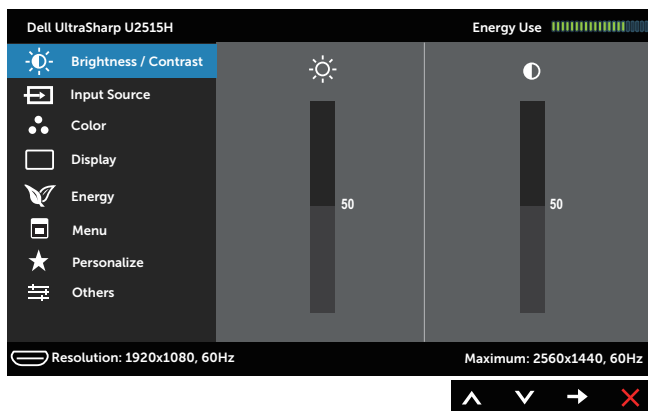 Dell UltraSharp U2515H
Energy Use
Brightness / Contrast
Input Source
Color
Display
Energy
Menu
Personalize
Others
50
50
Resolution: 1920x1080, 60Hz
Maximum: 2560x1440, 60Hz